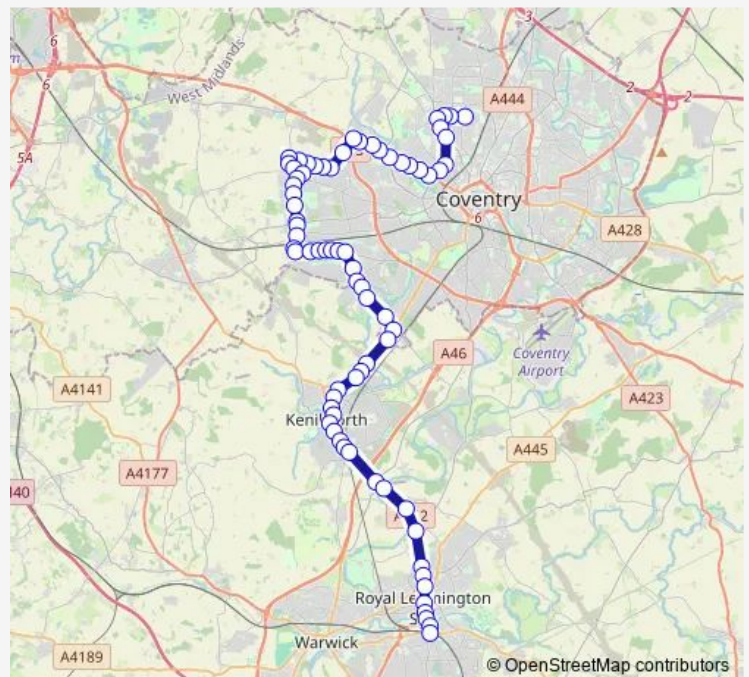 3
6
West Midlands
6
2
2
A444
5A
Coventry
6
A428
A46
Coventry
Airport
A4141
A423
Kenilworth
A445
A4177
Royal Leamington
Warwick
A4189
© OpenStreetMap contributors